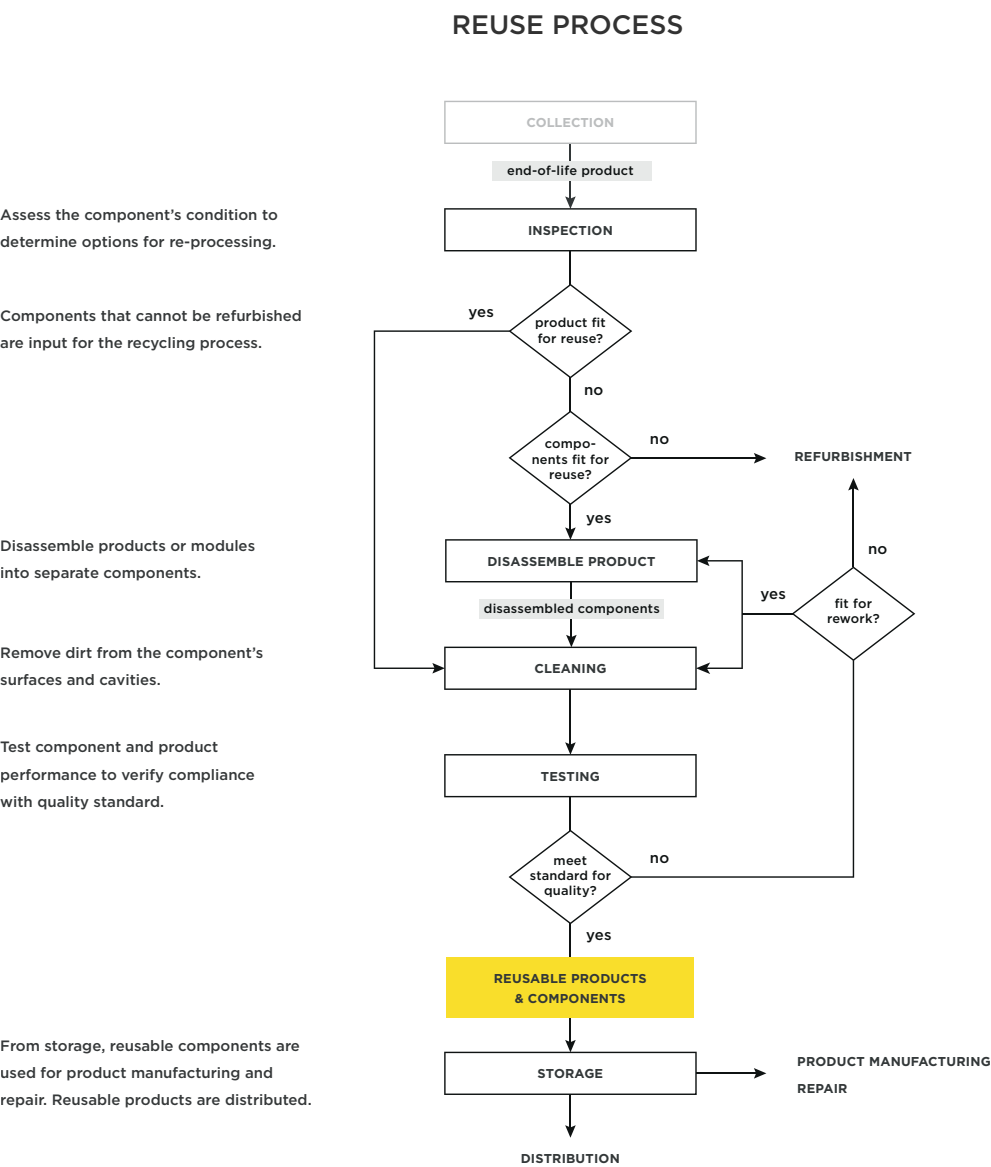 REUSE PROCESS
COLLECTION
end-of-life product
Assess the component’s condition to
determine options for re-processing.
INSPECTION
Components that cannot be refurbished
are input for the recycling process.
yes
product fit
for reuse?
no
compo-
nents fit for
reuse?
no
REFURBISHMENT
yes
Disassemble products or modules
into separate components.
DISASSEMBLE PRODUCT
no
yes
fit for
rework?
disassembled components
Remove dirt from the component’s
surfaces and cavities.
CLEANING
Test component and product
performance to verify compliance
with quality standard.
TESTING
meet
standard for
quality?
no
yes
REUSABLE PRODUCTS
& COMPONENTS
From storage, reusable components are
used for product manufacturing and
repair. Reusable products are distributed.
STORAGE
PRODUCT MANUFACTURING
REPAIR
DISTRIBUTION